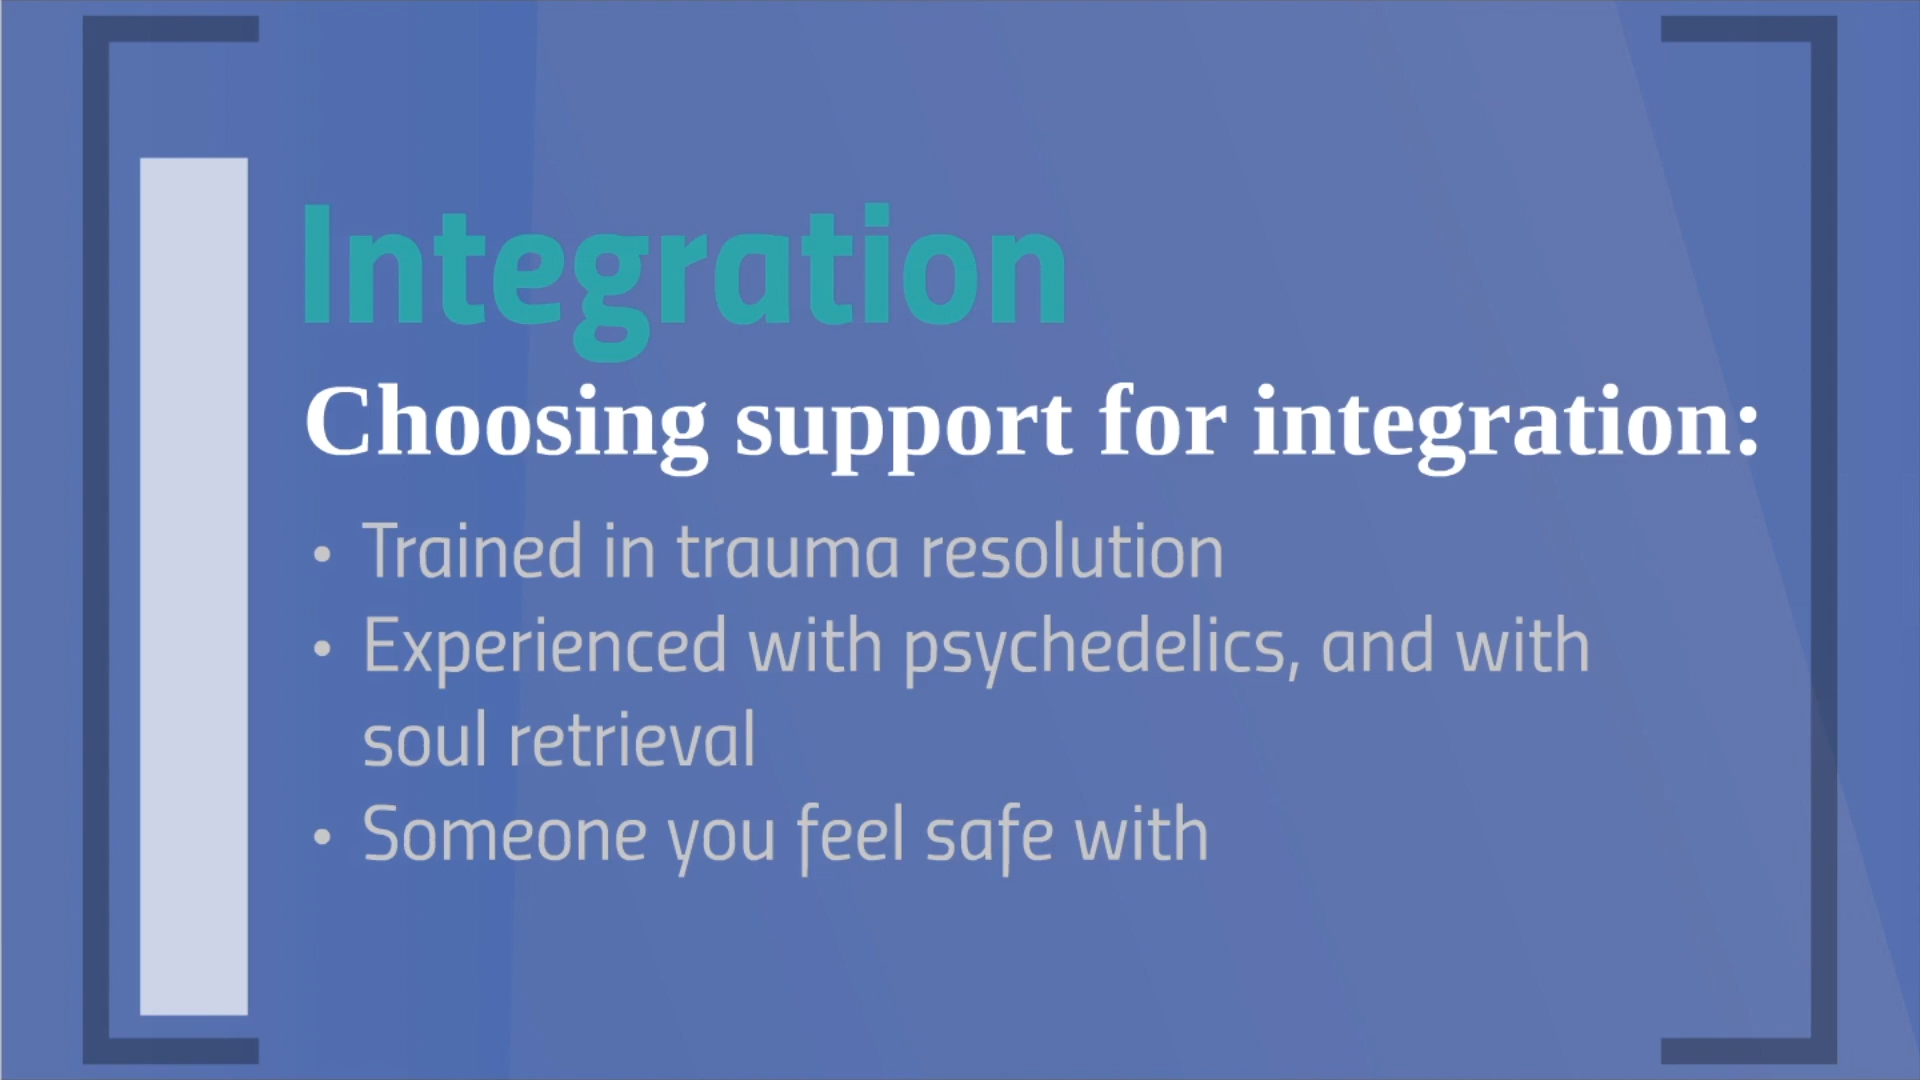 Integration
Choosing support for integration:
• Trained in trauma resolution
• Experienced with psychedelics, and with
soul retrieval
• Someone you feel safe with